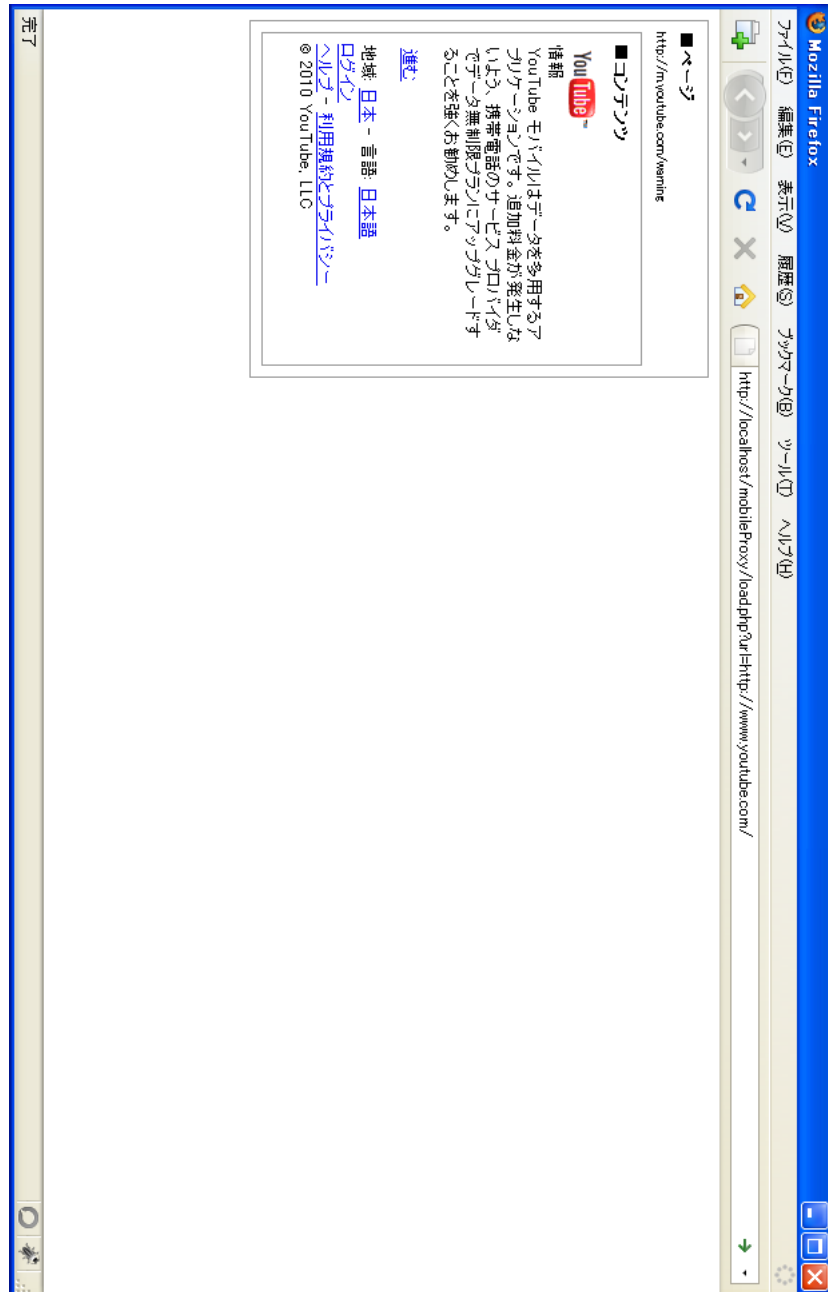 Mozilla Firefox
ファイル(F) 編集(E) 表示(V) 履歴(S) ブックマーク(B) ツール(T) ヘルプ(H)
http://localhost/mobileProxy/load.php?url=http://www.youtube.com/
■ページ
http://m.youtube.com/warning
■コンテンツ
YouTube™
情報
YouTube モバイルはデータを多用するア
プリケーションです。追加料金が発生しな
いよう、携帯電話のサービス プロバイダ
でデータ無制限プランにアップグレードす
ることを強くお勧めします。
進む
地域: 日本 - 言語: 日本語
ログイン
ヘルプ - 利用規約とプライバシー
© 2010 YouTube, LLC
完了